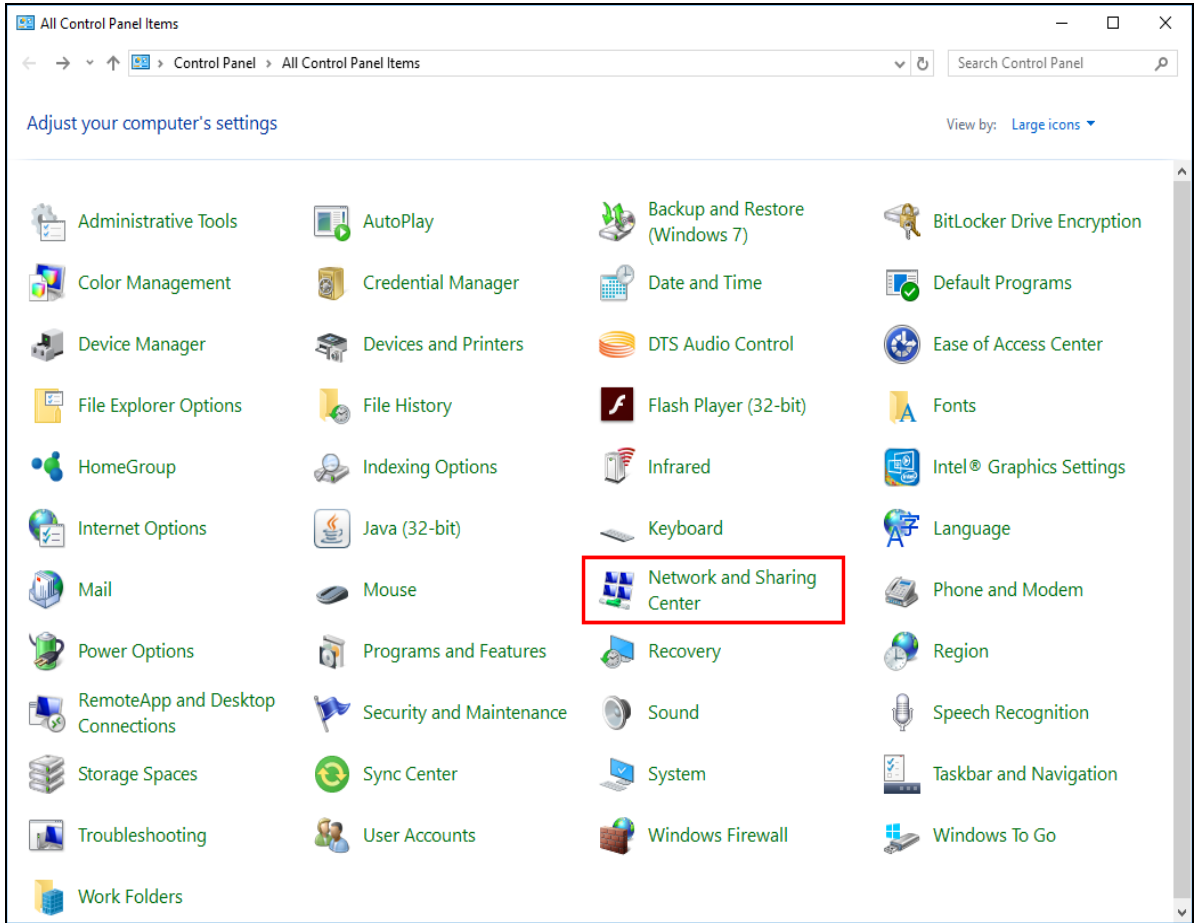 All Control Panel Items
Control Panel > All Control Panel Items
Search Control Panel
Adjust your computer's settings
View by: Large icons
Administrative Tools
AutoPlay
Backup and Restore
(Windows 7)
BitLocker Drive Encryption
Color Management
Credential Manager
Date and Time
Default Programs
Device Manager
Devices and Printers
DTS Audio Control
Ease of Access Center
File Explorer Options
File History
Flash Player (32-bit)
Fonts
HomeGroup
Indexing Options
Infrared
Intel® Graphics Settings
Internet Options
Java (32-bit)
Keyboard
Language
Mail
Mouse
Network and Sharing
Center
Phone and Modem
Power Options
Programs and Features
Recovery
Region
RemoteApp and Desktop
Connections
Security and Maintenance
Sound
Speech Recognition
Storage Spaces
Sync Center
System
Taskbar and Navigation
Troubleshooting
User Accounts
Windows Firewall
Windows To Go
Work Folders